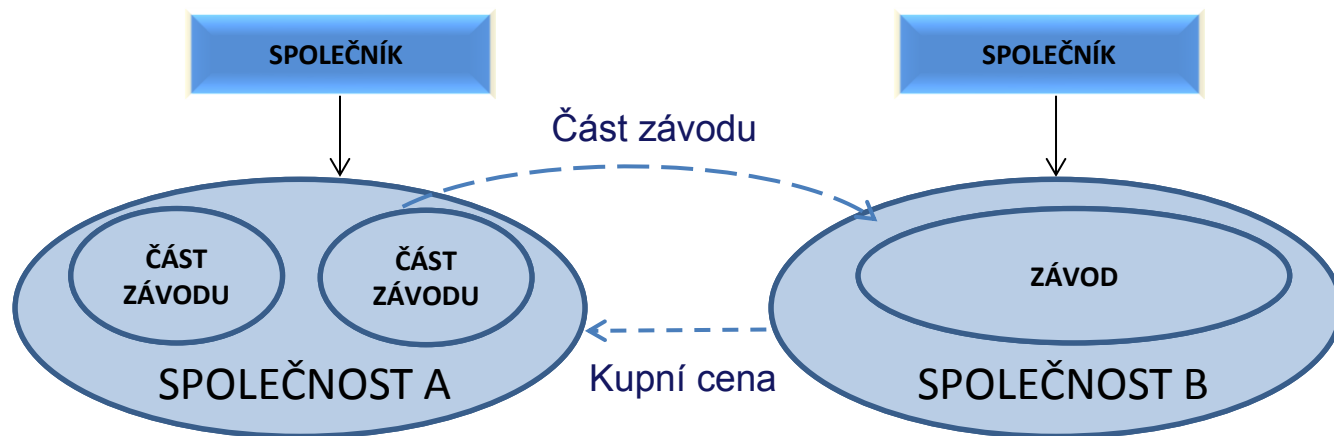 SPOLEČNÍK
SPOLEČNÍK
Část závodu
ČÁST
ZÁVODU
ČÁST
ZÁVODU
ZÁVOD
Kupní cena
SPOLEČNOST A
SPOLEČNOST B